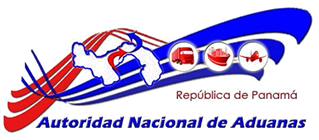 República de Panamá
Autoridad Nacional de Aduanas